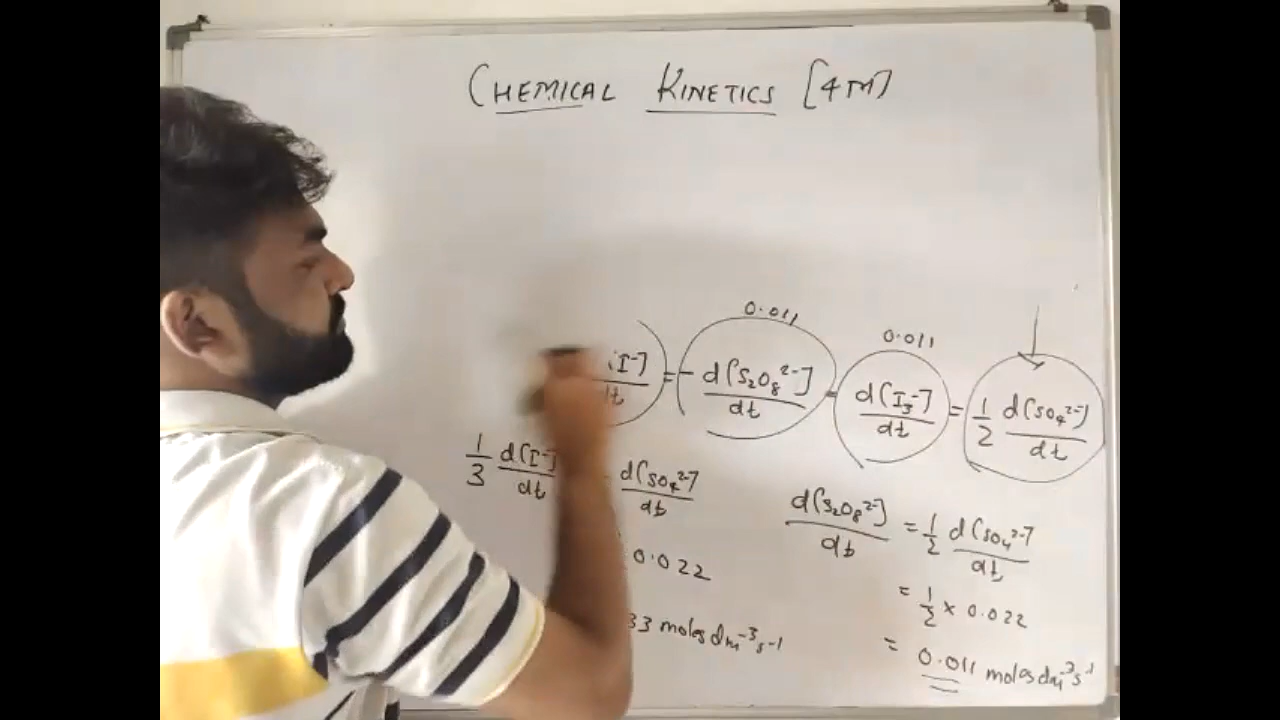 CHEMICAL KINETICS [4M]
0.011
0.011
I⁻] / dt = - d[S₂O₈²⁻] / dt = d[I₃⁻] / dt = 1/2 d[SO₄²⁻] / dt
1/3 d[I⁻] / dt
d[SO₄²⁻] / dt
0.022
33 moles dm⁻³ s⁻¹
d[S₂O₈²⁻] / dt = 1/2 d[SO₄²⁻] / dt
= 1/2 × 0.022
= 0.011 moles dm⁻³ s⁻¹